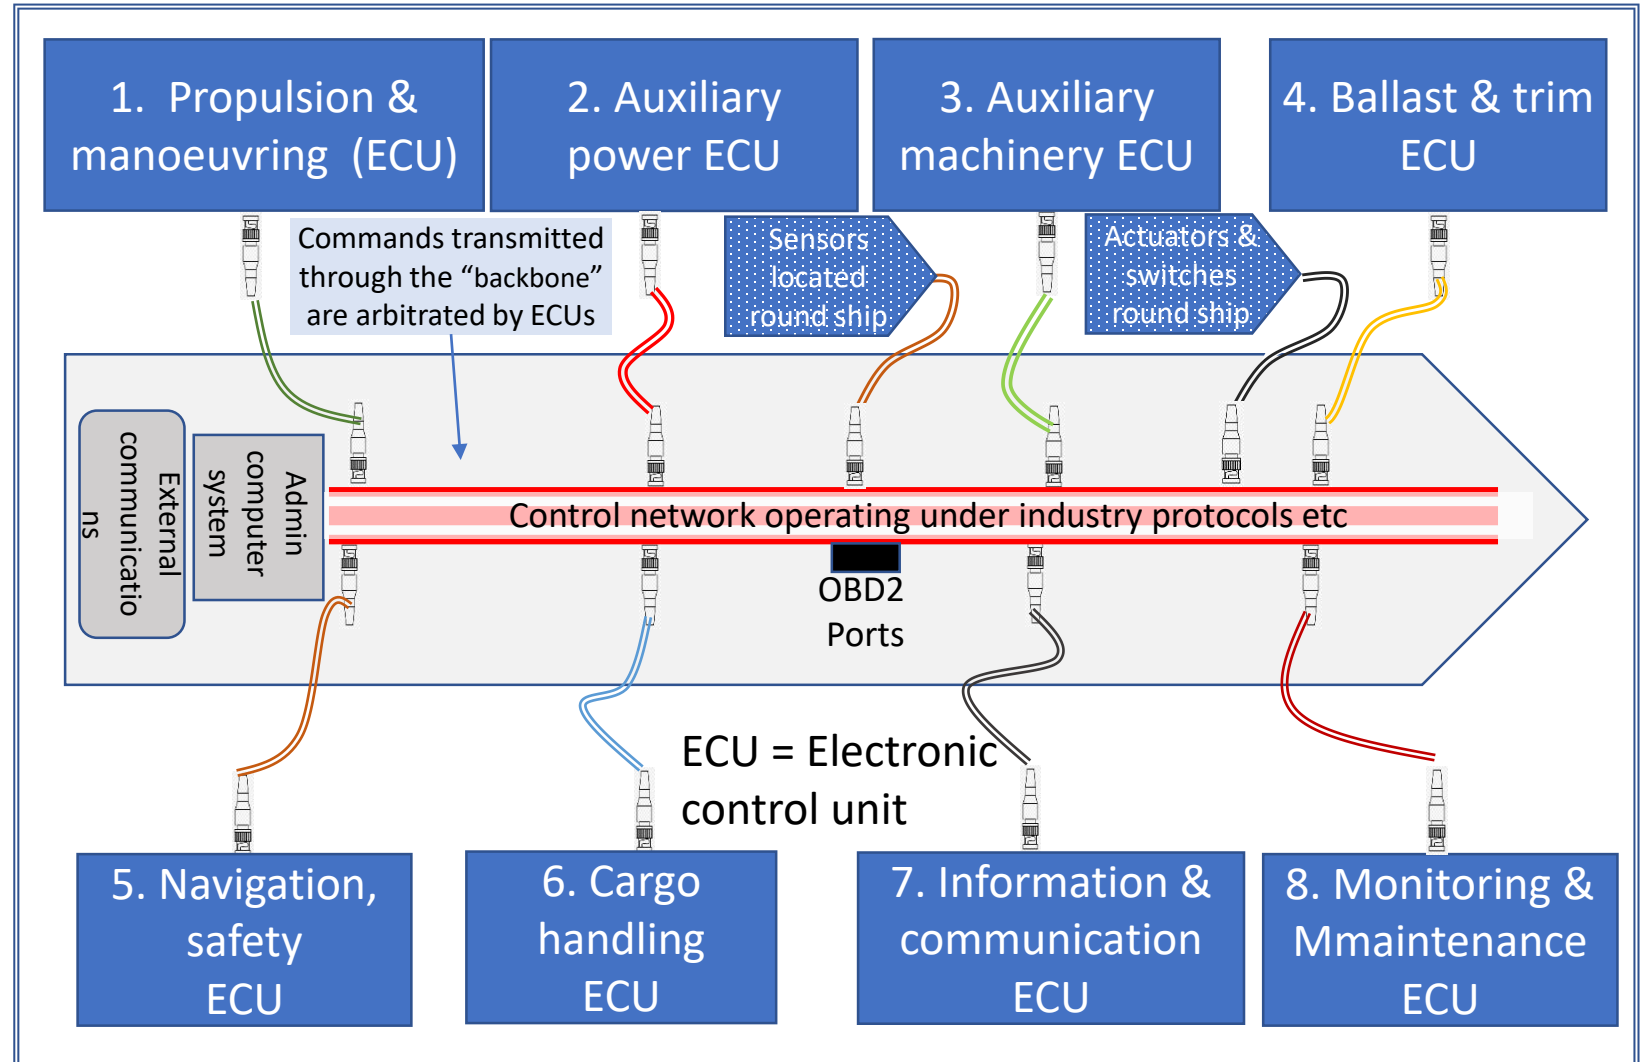 1. Propulsion &
manoeuvring (ECU)
2. Auxiliary
power ECU
3. Auxiliary
machinery ECU
4. Ballast & trim
ECU
Commands transmitted
through the “backbone”
are arbitrated by ECUs
Sensors
located
round ship
Actuators &
switches
round ship
External
communicatio
ns
Admin
computer
system
Control network operating under industry protocols etc
OBD2
Ports
ECU = Electronic
control unit
5. Navigation,
safety
ECU
6. Cargo
handling
ECU
7. Information &
communication
ECU
8. Monitoring &
Mmaintenance
ECU